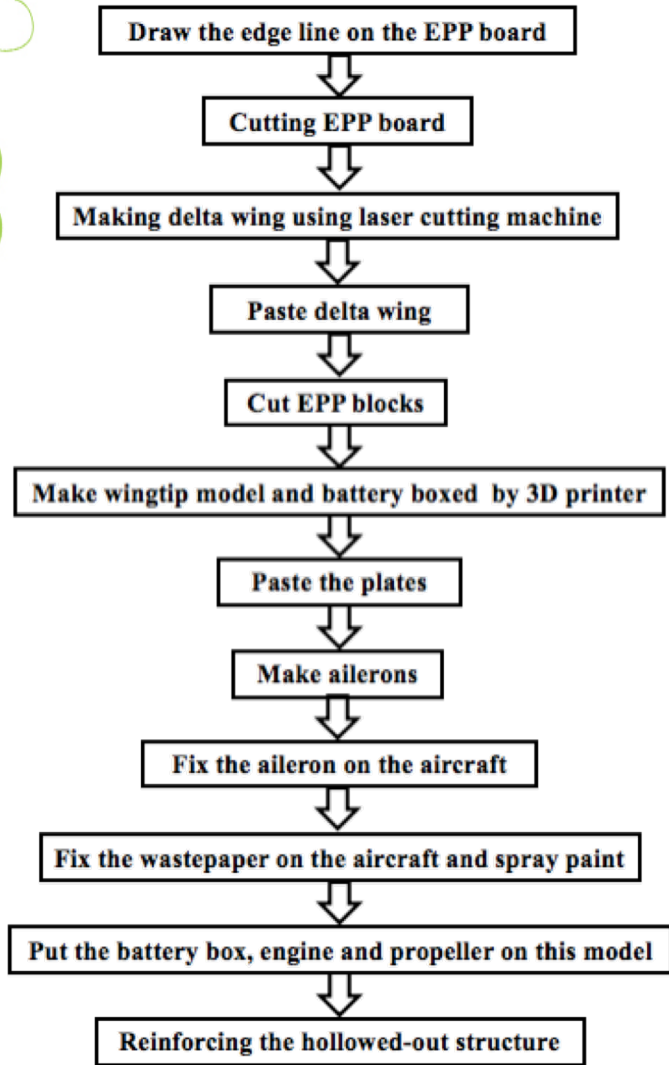 Draw the edge line on the EPP board
Cutting EPP board
Making delta wing using laser cutting machine
Paste delta wing
Cut EPP blocks
Make wingtip model and battery boxed by 3D printer
Paste the plates
Make ailerons
Fix the aileron on the aircraft
Fix the wastepaper on the aircraft and spray paint
Put the battery box, engine and propeller on this model
Reinforcing the hollowed-out structure